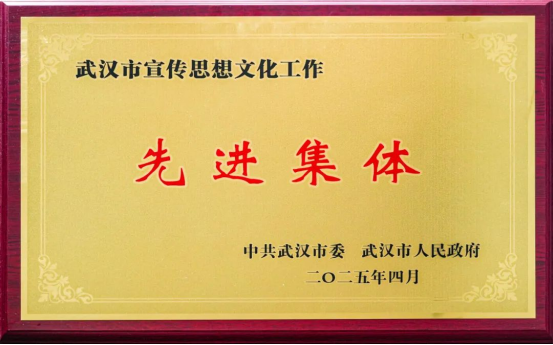 武汉市宣传思想文化工作
先进集体
中共武汉市委 武汉市人民政府
二〇二五年四月